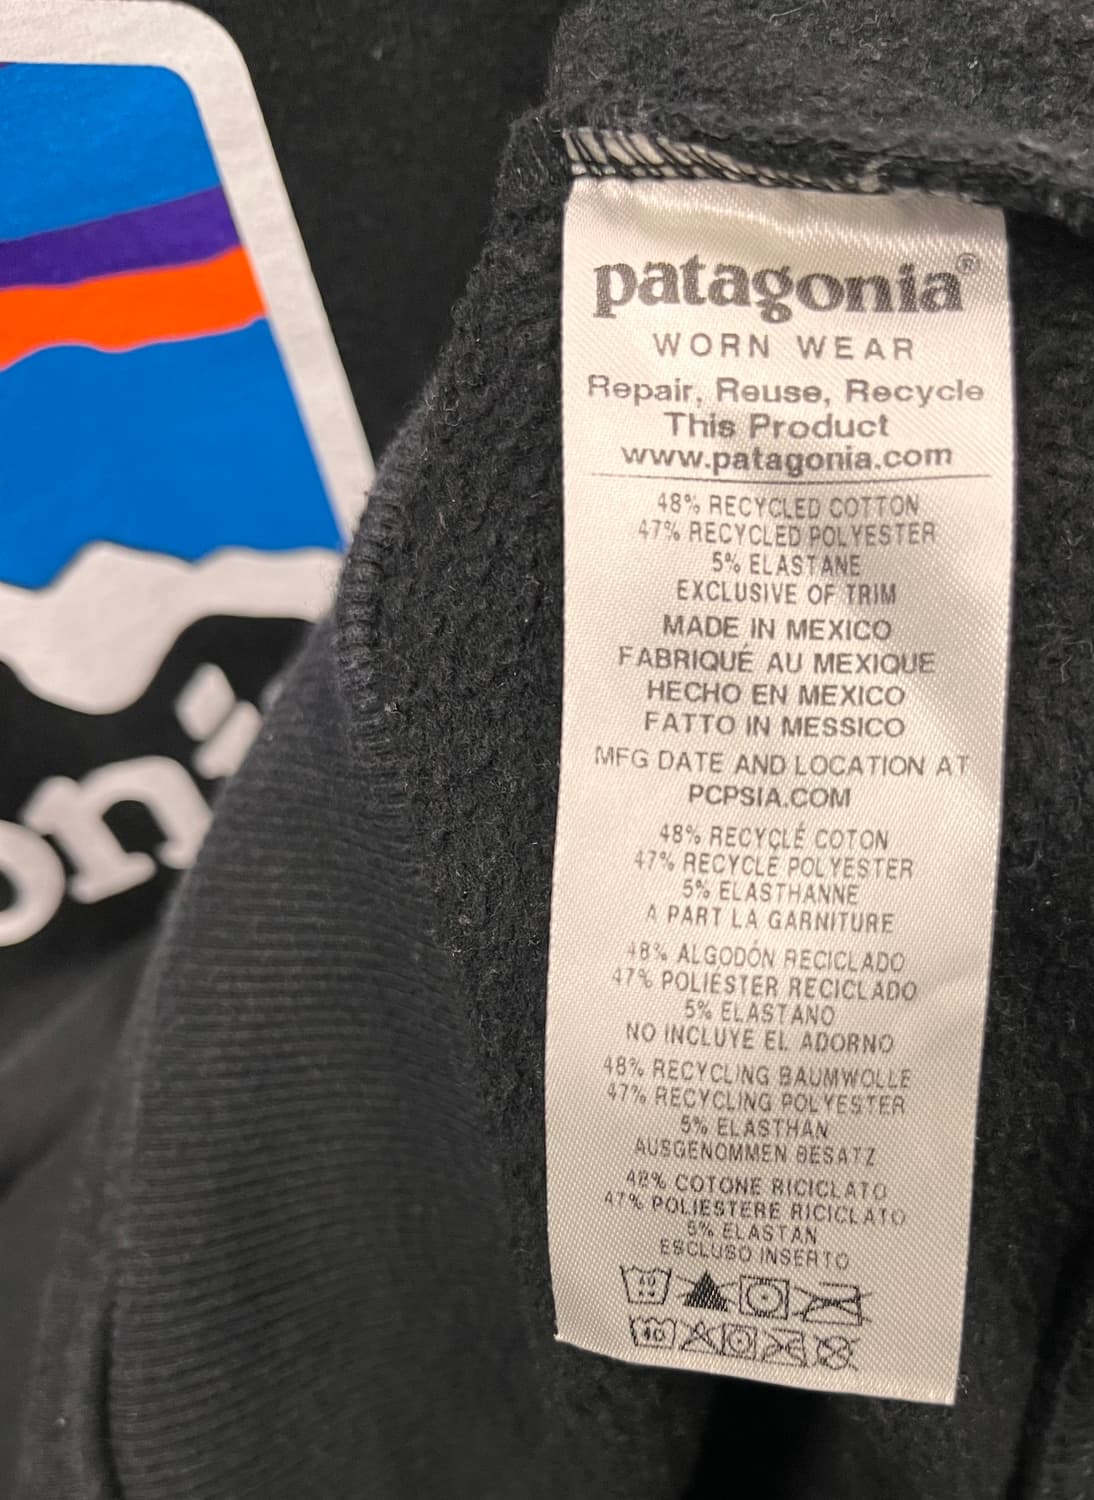 patagonia®
WORN WEAR
Repair, Reuse, Recycle
This Product
www.patagonia.com
48% RECYCLED COTTON
47% RECYCLED POLYESTER
5% ELASTANE
EXCLUSIVE OF TRIM
MADE IN MEXICO
FABRIQUÉ AU MEXIQUE
HECHO EN MEXICO
FATTO IN MESSICO
MFG DATE AND LOCATION AT
PCPSIA.COM
48% RECYCLÉ COTON
47% RECYCLÉ POLYESTER
5% ELASTHANNE
A PART LA GARNITURE
48% ALGODÓN RECICLADO
47% POLIÉSTER RECICLADO
5% ELASTANO
NO INCLUYE EL ADORNO
48% RECYCLING BAUMWOLLE
47% RECYCLING POLYESTER
5% ELASTHAN
AUSGENOMMEN BESATZ
48% COTONE RICICLATO
47% POLIESTERE RICICLATO
5% ELASTAN
ESCLUSO INSERTO
40